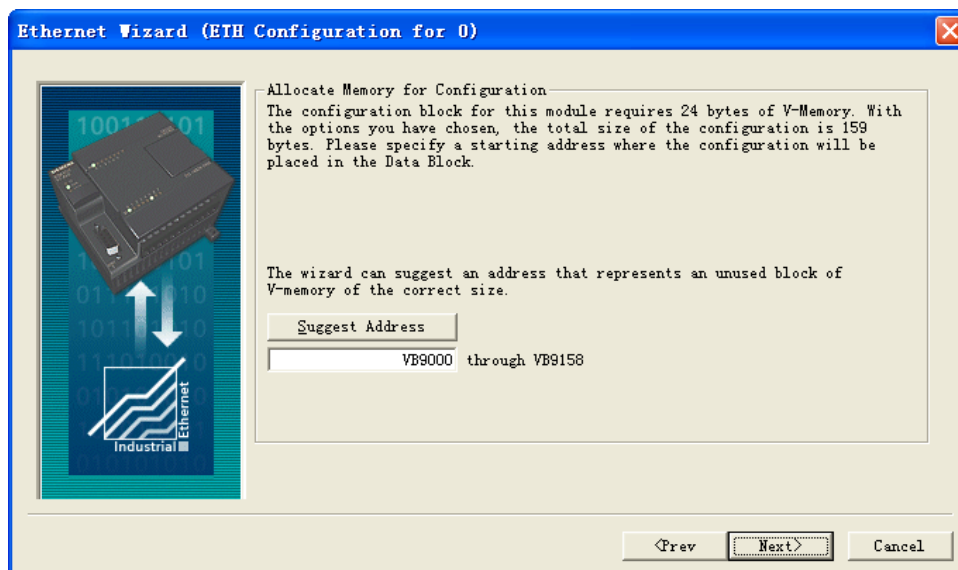 Ethernet Wizard (ETH Configuration for 0)
Allocate Memory for Configuration
The configuration block for this module requires 24 bytes of V-Memory. With
the options you have chosen, the total size of the configuration is 159
bytes. Please specify a starting address where the configuration will be
placed in the Data Block.
The wizard can suggest an address that represents an unused block of
V-memory of the correct size.
Suggest Address
VB9000 through VB9158
Industrial
Ethernet
<Prev
Next>
Cancel